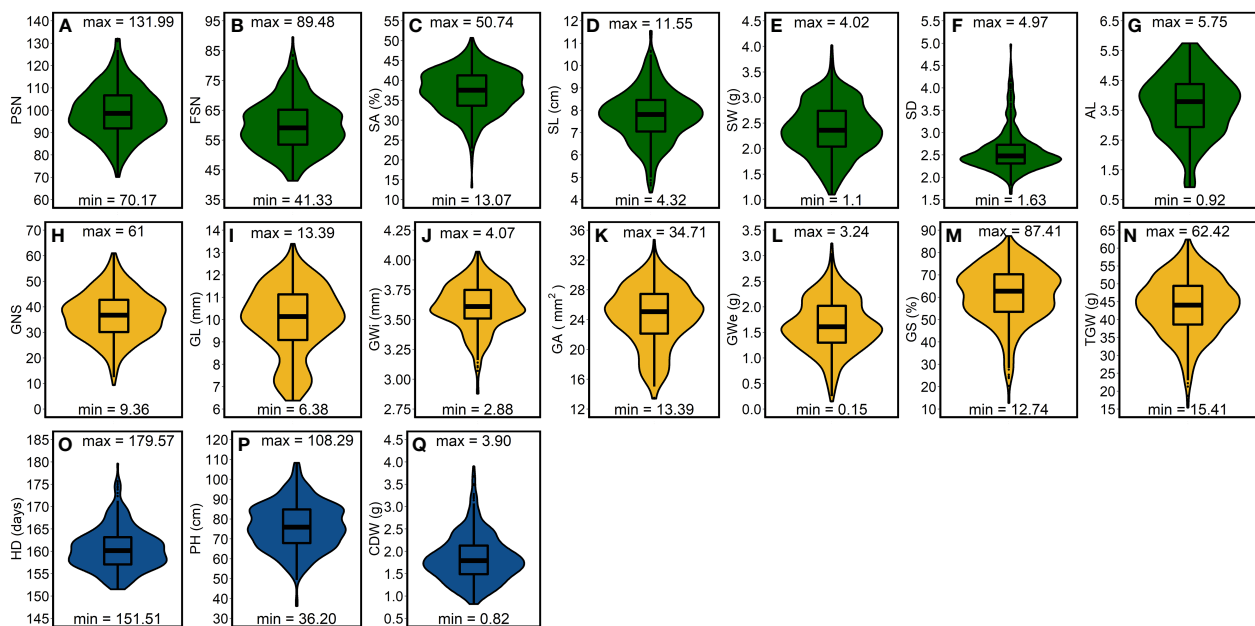 A max = 131.99
PSN
140
130
120
110
100
90
80
70
60
min = 70.17
B max = 89.48
FSN
95
85
75
65
55
45
35
min = 41.33
C max = 50.74
SA (%)
55
50
45
40
35
30
25
20
15
10
min = 13.07
D max = 11.55
SL (cm)
12
11
10
9
8
7
6
5
4
min = 4.32
E max = 4.02
SW (g)
4.5
4.0
3.5
3.0
2.5
2.0
1.5
1.0
min = 1.1
F max = 4.97
SD
5.0
4.5
4.0
3.5
3.0
2.5
2.0
1.5
min = 1.63
G max = 5.75
AL
6.5
5.5
4.5
3.5
2.5
1.5
0.5
min = 0.92
H max = 61
GNS
70
60
50
40
30
20
10
0
min = 9.36
I max = 13.39
GL (mm)
14
13
12
11
10
9
8
7
6
min = 6.38
J max = 4.07
GWi (mm)
4.25
4.00
3.75
3.50
3.25
3.00
2.75
min = 2.88
K max = 34.71
GA ( mm²)
36
32
28
24
20
16
12
min = 13.39
L max = 3.24
GWe (g)
3.5
3.0
2.5
2.0
1.5
1.0
0.5
0.0
min = 0.15
M max = 87.41
GS (%)
90
80
70
60
50
40
30
20
10
min = 12.74
N max = 62.42
TGW (g)
65
60
55
50
45
40
35
30
25
20
15
min = 15.41
O max = 179.57
HD (days)
185
180
175
170
165
160
155
150
145
min = 151.51
P max = 108.29
PH (cm)
120
110
100
90
80
70
60
50
40
30
min = 36.20
Q max = 3.90
CDW (g)
4.5
4.0
3.5
3.0
2.5
2.0
1.5
1.0
0.5
min = 0.82